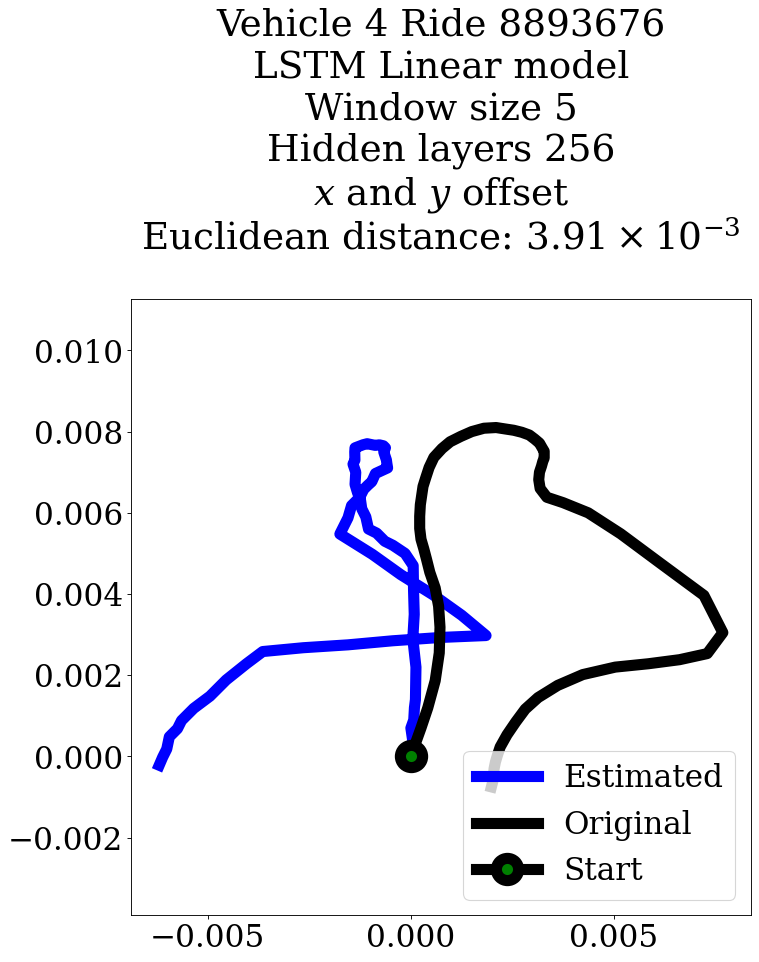 Vehicle 4 Ride 8893676
LSTM Linear model
Window size 5
Hidden layers 256
x and y offset
Euclidean distance: 3.91 × 10⁻³
0.010
0.008
0.006
0.004
0.002
0.000
−0.002
−0.005 0.000 0.005
Estimated
Original
Start